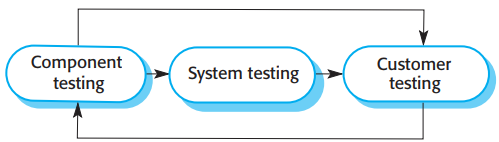 Component
testing
System testing
Customer
testing